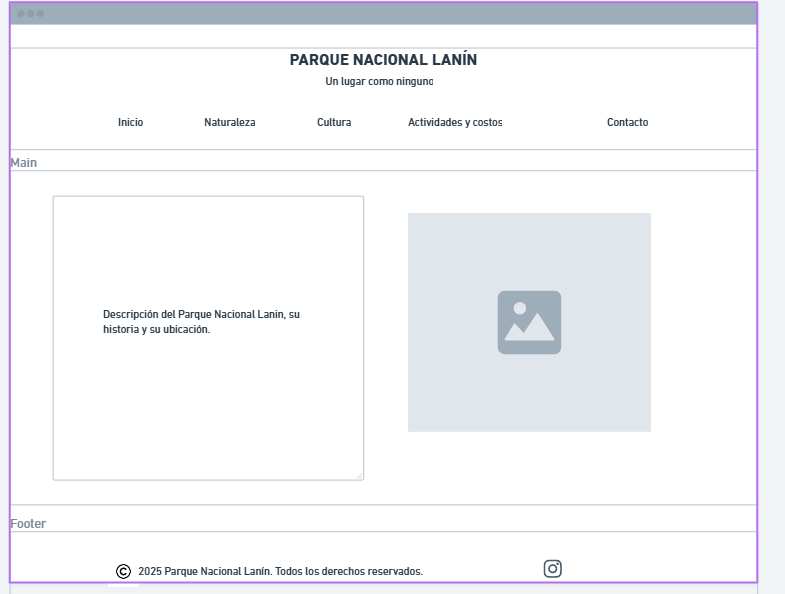 PARQUE NACIONAL LANÍN
Un lugar como ninguno
Inicio Naturaleza Cultura Actividades y costos Contacto
Main
Descripción del Parque Nacional Lanin, su
historia y su ubicación.
Footer
© 2025 Parque Nacional Lanín. Todos los derechos reservados.